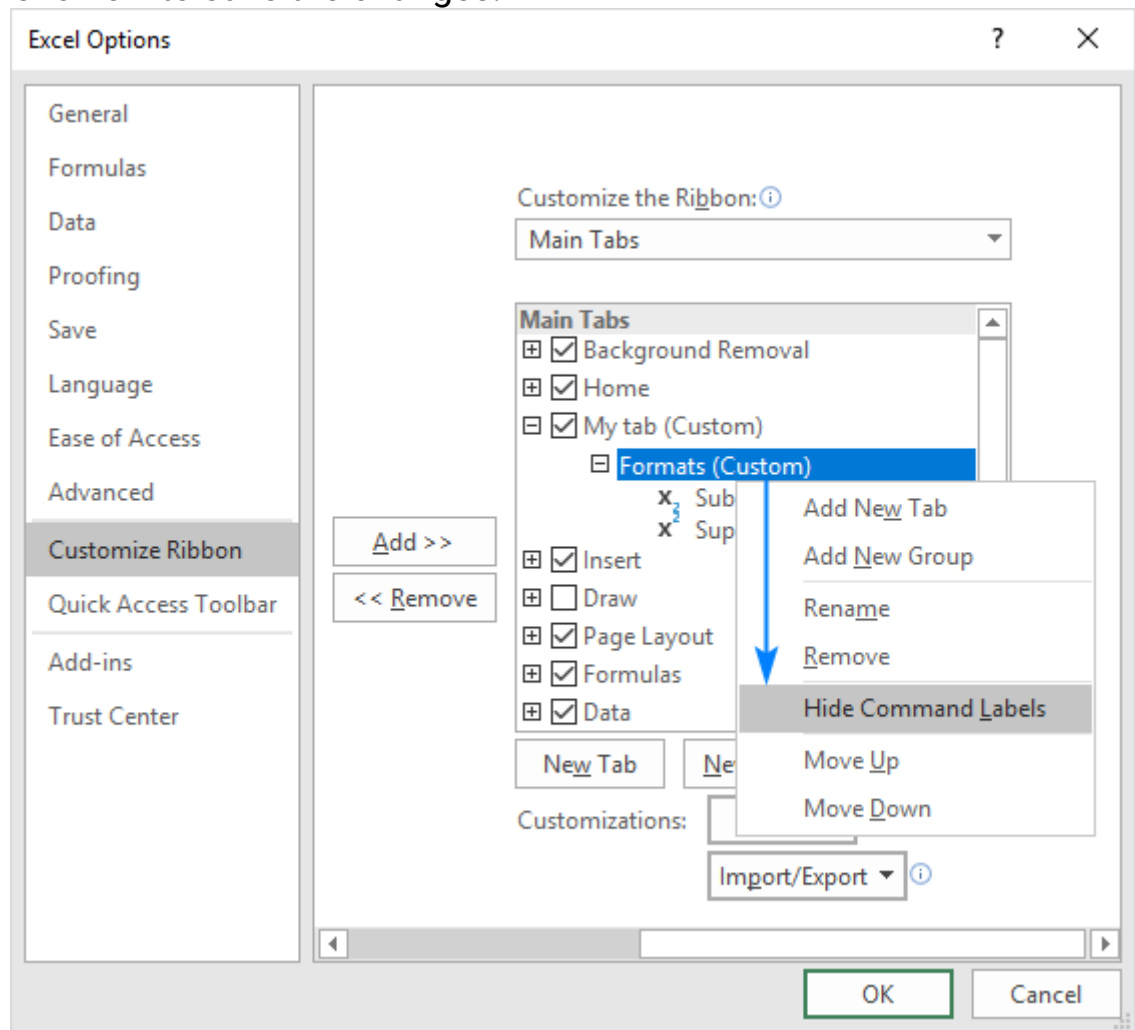 Excel Options
?
General
Formulas
Data
Proofing
Save
Language
Ease of Access
Advanced
Customize Ribbon
Quick Access Toolbar
Add-ins
Trust Center
Add >>
<< Remove
Customize the Ribbon:
Main Tabs
Main Tabs
Background Removal
Home
My tab (Custom)
Formats (Custom)
x2 Sub
x2 Sup
Insert
Draw
Page Layout
Formulas
Data
Add New Tab
Add New Group
Rename
Remove
Hide Command Labels
Move Up
Move Down
New Tab
Customizations:
Import/Export
OK
Cancel